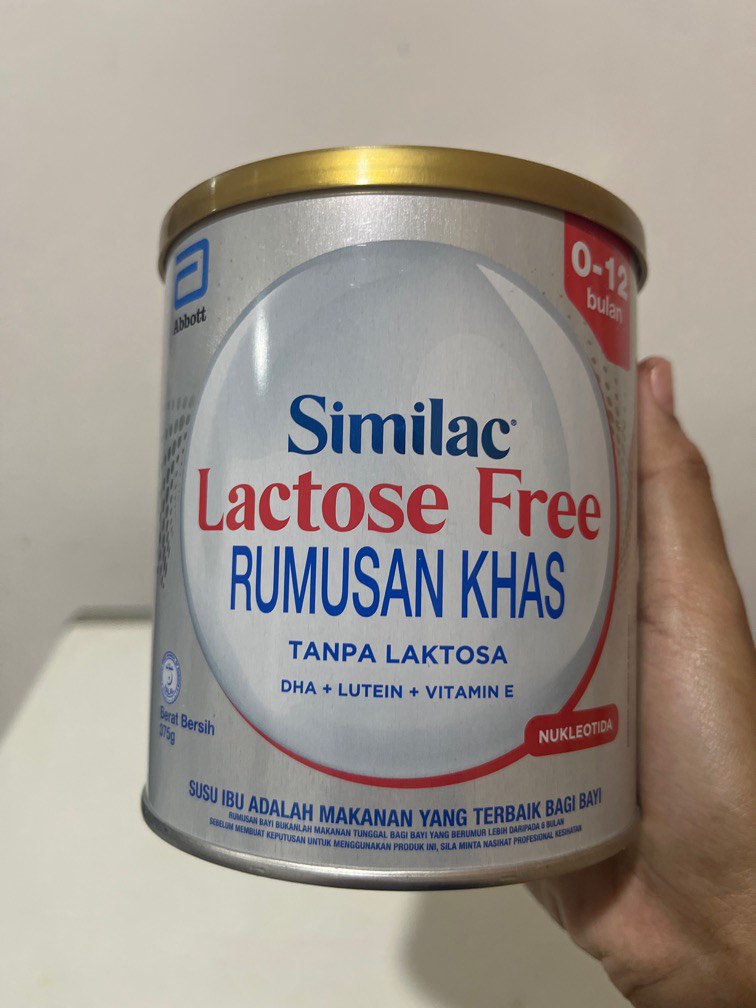 Abbott
0-12
bulan
Similac
Lactose Free
RUMUSAN KHAS
TANPA LAKTOSA
DHA + LUTEIN + VITAMIN E
NUKLEOTIDA
Berat Bersih
375g
SUSU IBU ADALAH MAKANAN YANG TERBAIK BAGI BAYI
RUMUSAN BAYI BUKANLAH MAKANAN TUNGGAL BAGI BAYI YANG BERUMUR LEBIH DARIPADA 6 BULAN
SEBELUM MEMBUAT KEPUTUSAN UNTUK MENGGUNAKAN PRODUK INI, SILA MINTA NASIHAT PROFESIONAL KESIHATAN